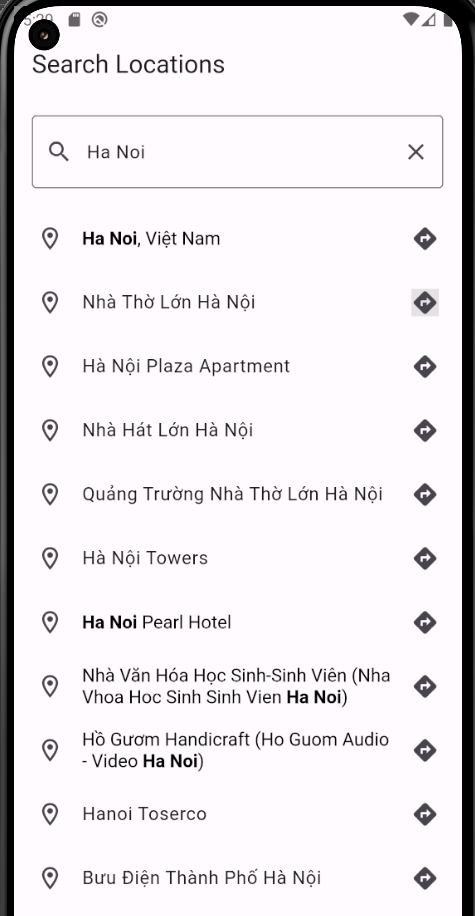 5:20
Search Locations
Ha Noi
Ha Noi, Việt Nam
Nhà Thờ Lớn Hà Nội
Hà Nội Plaza Apartment
Nhà Hát Lớn Hà Nội
Quảng Trường Nhà Thờ Lớn Hà Nội
Hà Nội Towers
Ha Noi Pearl Hotel
Nhà Văn Hóa Học Sinh-Sinh Viên (Nha
Vhoa Hoc Sinh Sinh Vien Ha Noi)
Hồ Gươm Handicraft (Ho Guom Audio
- Video Ha Noi)
Hanoi Toserco
Bưu Điện Thành Phố Hà Nội